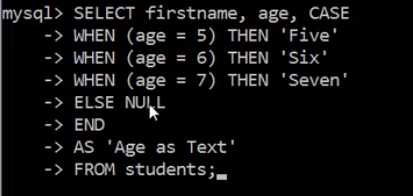 mysql> SELECT firstname, age, CASE
-> WHEN (age = 5) THEN 'Five'
-> WHEN (age = 6) THEN 'Six'
-> WHEN (age = 7) THEN 'Seven'
-> ELSE NULL
-> END
-> AS 'Age as Text'
-> FROM students;_